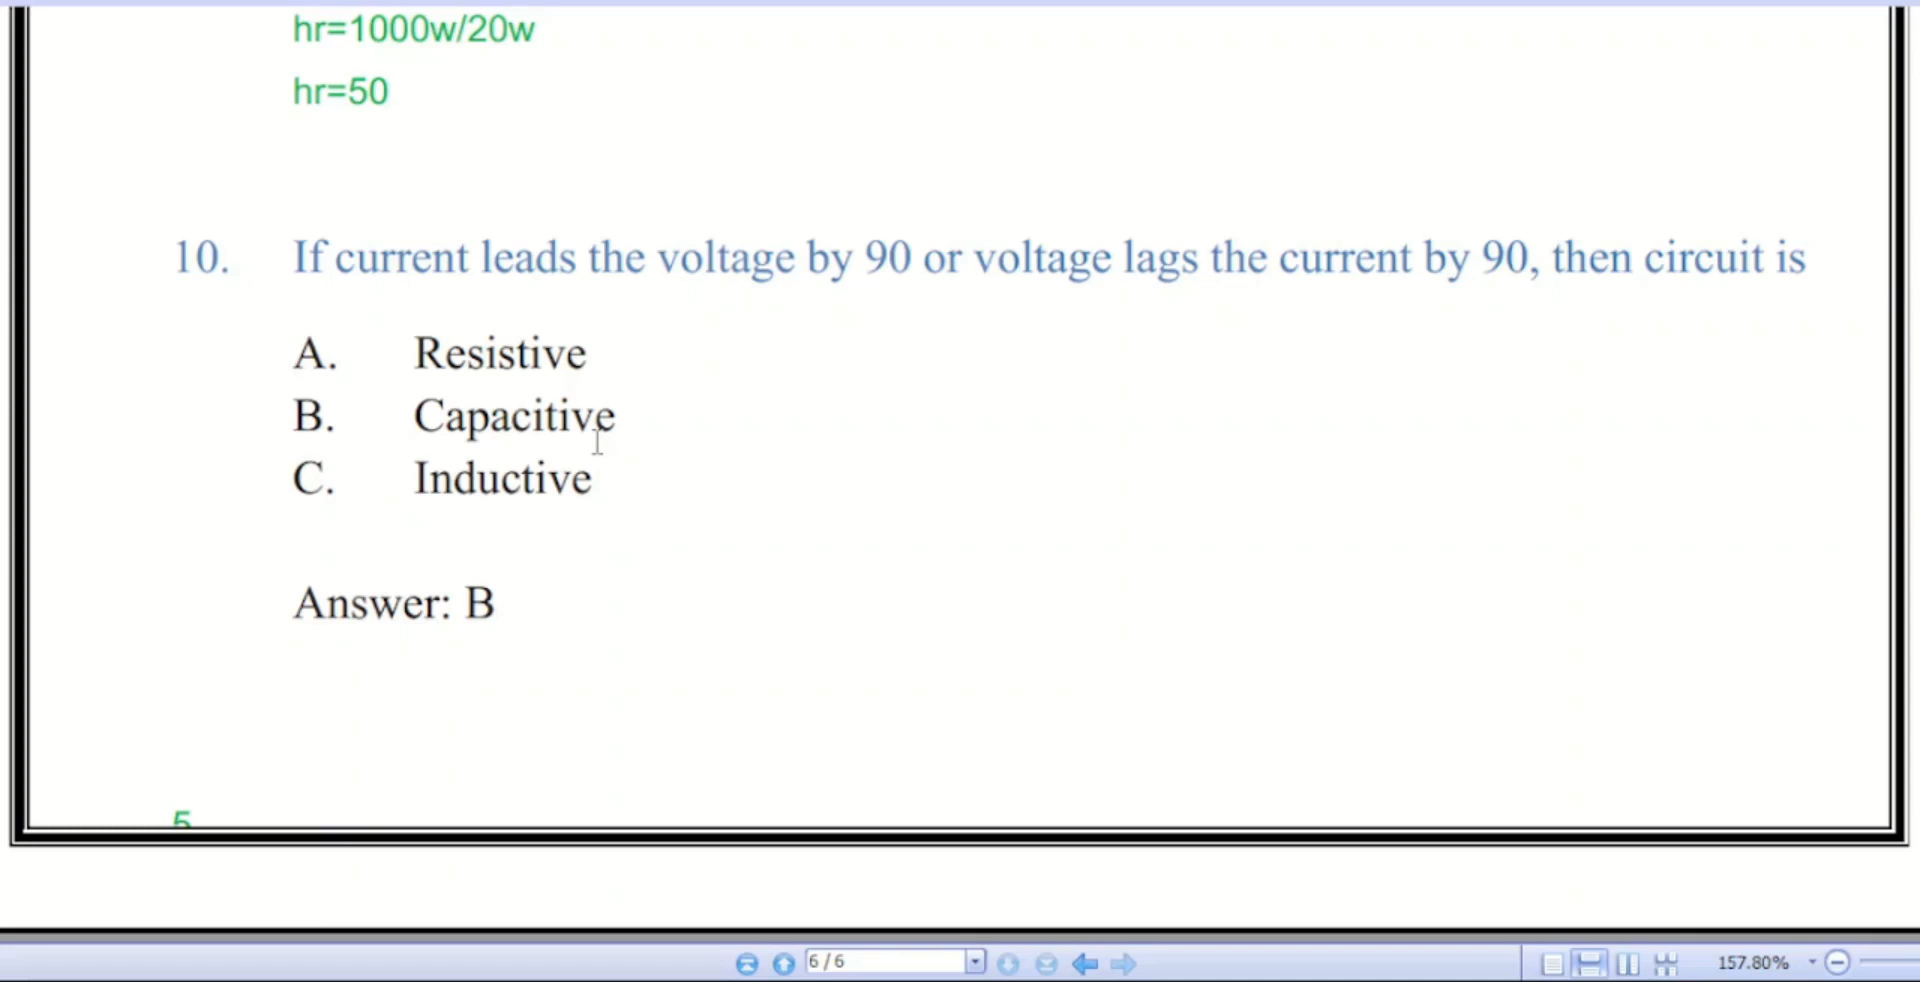 hr=1000w/20w
hr=50
10. If current leads the voltage by 90 or voltage lags the current by 90, then circuit is
A. Resistive
B. Capacitive
C. Inductive
Answer: B
5
6 / 6
157.80%